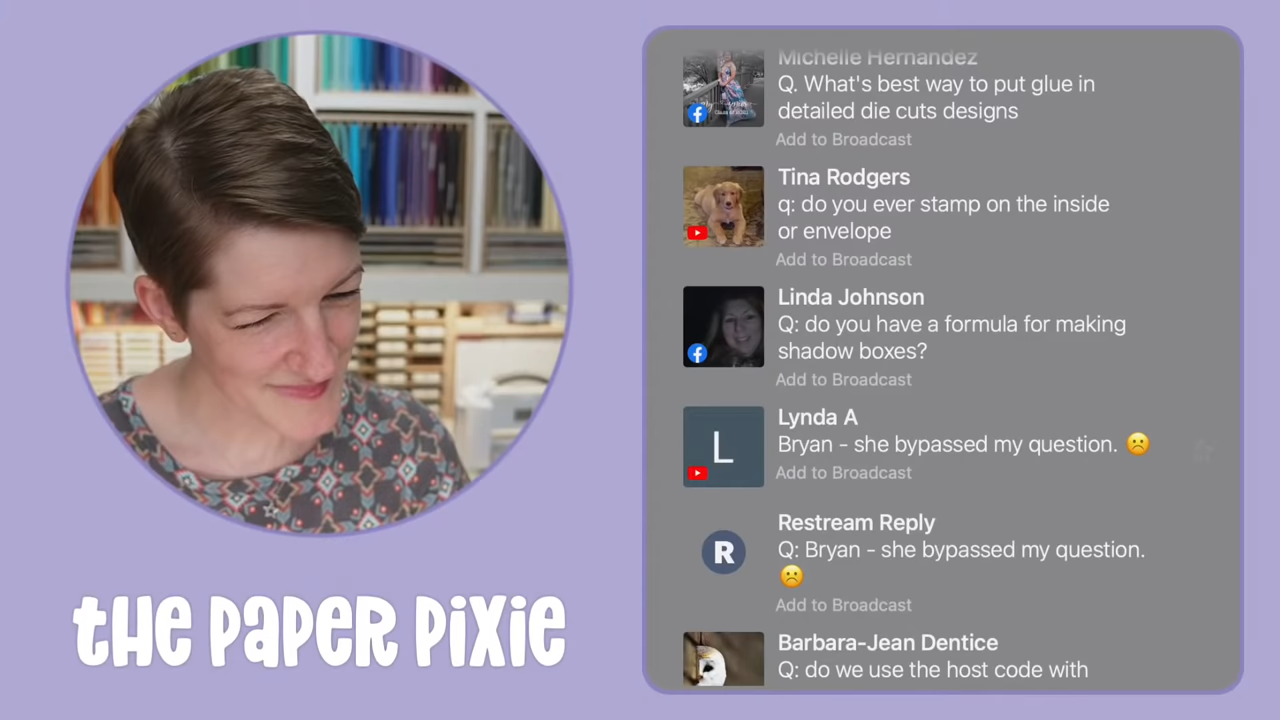 Michelle Hernandez
Q. What's best way to put glue in
detailed die cuts designs
Add to Broadcast
Tina Rodgers
q: do you ever stamp on the inside
or envelope
Add to Broadcast
Linda Johnson
Q: do you have a formula for making
shadow boxes?
Add to Broadcast
L
Lynda A
Bryan - she bypassed my question. ☹️
Add to Broadcast
R
Restream Reply
Q: Bryan - she bypassed my question.
☹️
Add to Broadcast
Barbara-Jean Dentice
Q: do we use the host code with
the paper pixie